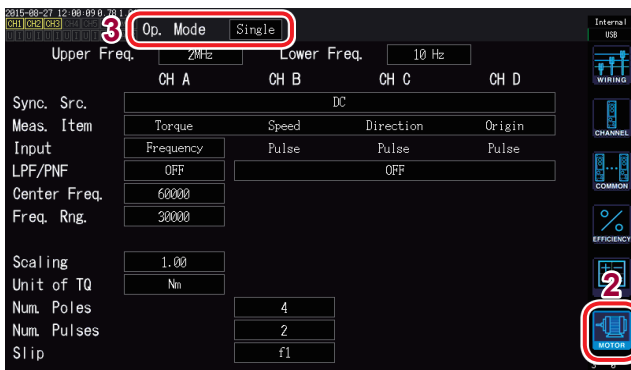 2015-08-27 12:00:09
CH1 CH2 CH3
3
Op. Mode Single
Internal
USB
Upper Freq. 2MHz Lower Freq. 10 Hz
CH A CH B CH C CH D
Sync. Src. DC
Meas. Item Torque Speed Direction Origin
Input Frequency Pulse Pulse Pulse
LPF/PNF OFF OFF
Center Freq. 60000
Freq. Rng. 30000
Scaling 1.00
Unit of TQ Nm
Num. Poles 4
Num. Pulses 2
Slip f1
WIRING
CHANNEL
COMMON
EFFICIENCY
2
MOTOR